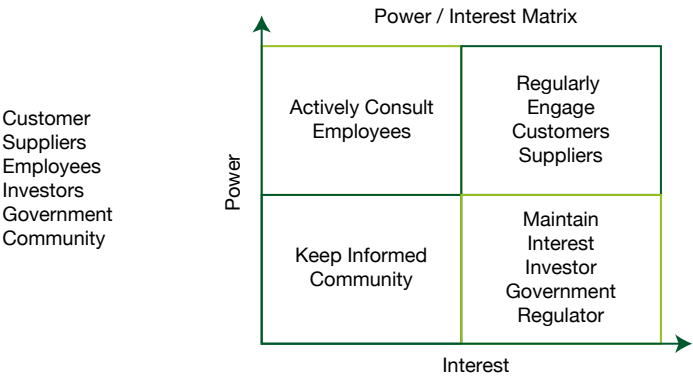 Power / Interest Matrix
Customer
Suppliers
Employees
Investors
Government
Community
Power
Actively Consult
Employees
Regularly
Engage
Customers
Suppliers
Keep Informed
Community
Maintain
Interest
Investor
Government
Regulator
Interest